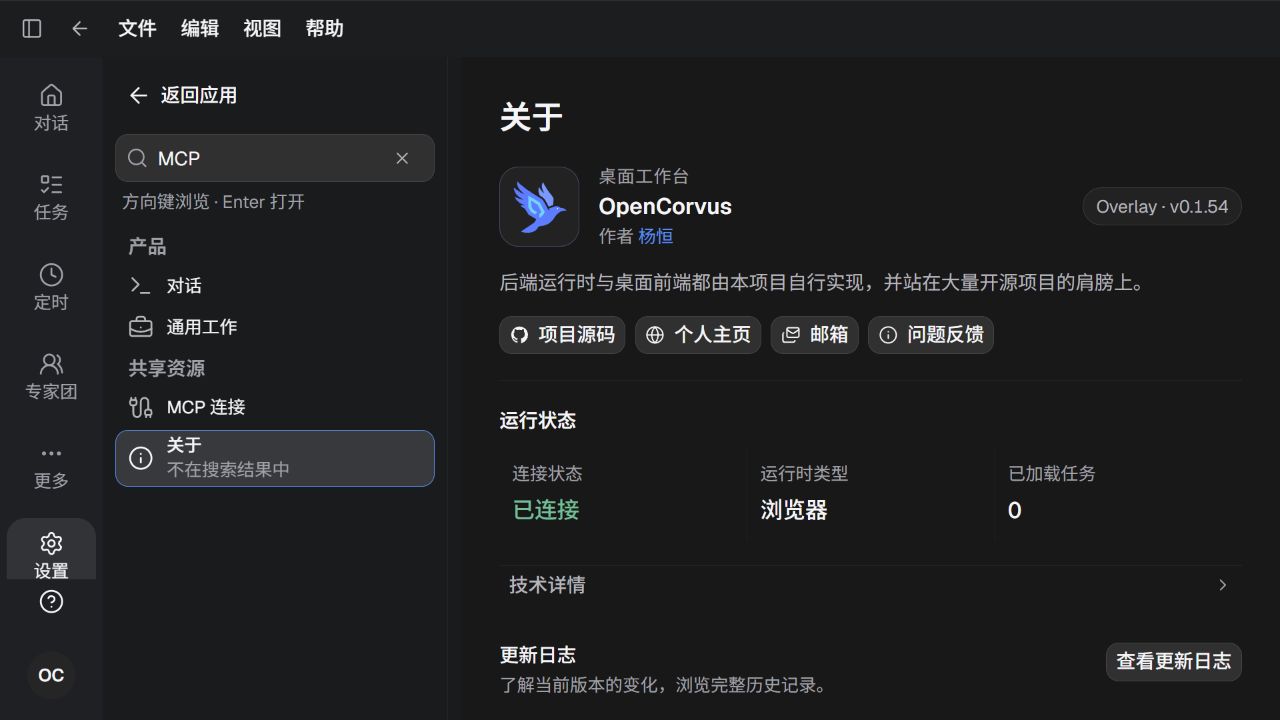 文件 编辑 视图 帮助
对话
任务
定时
专家团
更多
设置
OC
返回应用
MCP
方向键浏览 · Enter 打开
产品
对话
通用工作
共享资源
MCP 连接
关于
不在搜索结果中
关于
桌面工作台
OpenCorvus
作者 杨恒
Overlay · v0.1.54
后端运行时与桌面前端都由本项目自行实现，并站在大量开源项目的肩膀上。
项目源码 个人主页 邮箱 问题反馈
运行状态
连接状态 运行时类型 已加载任务
已连接 浏览器 0
技术详情
更新日志
了解当前版本的变化，浏览完整历史记录。
查看更新日志